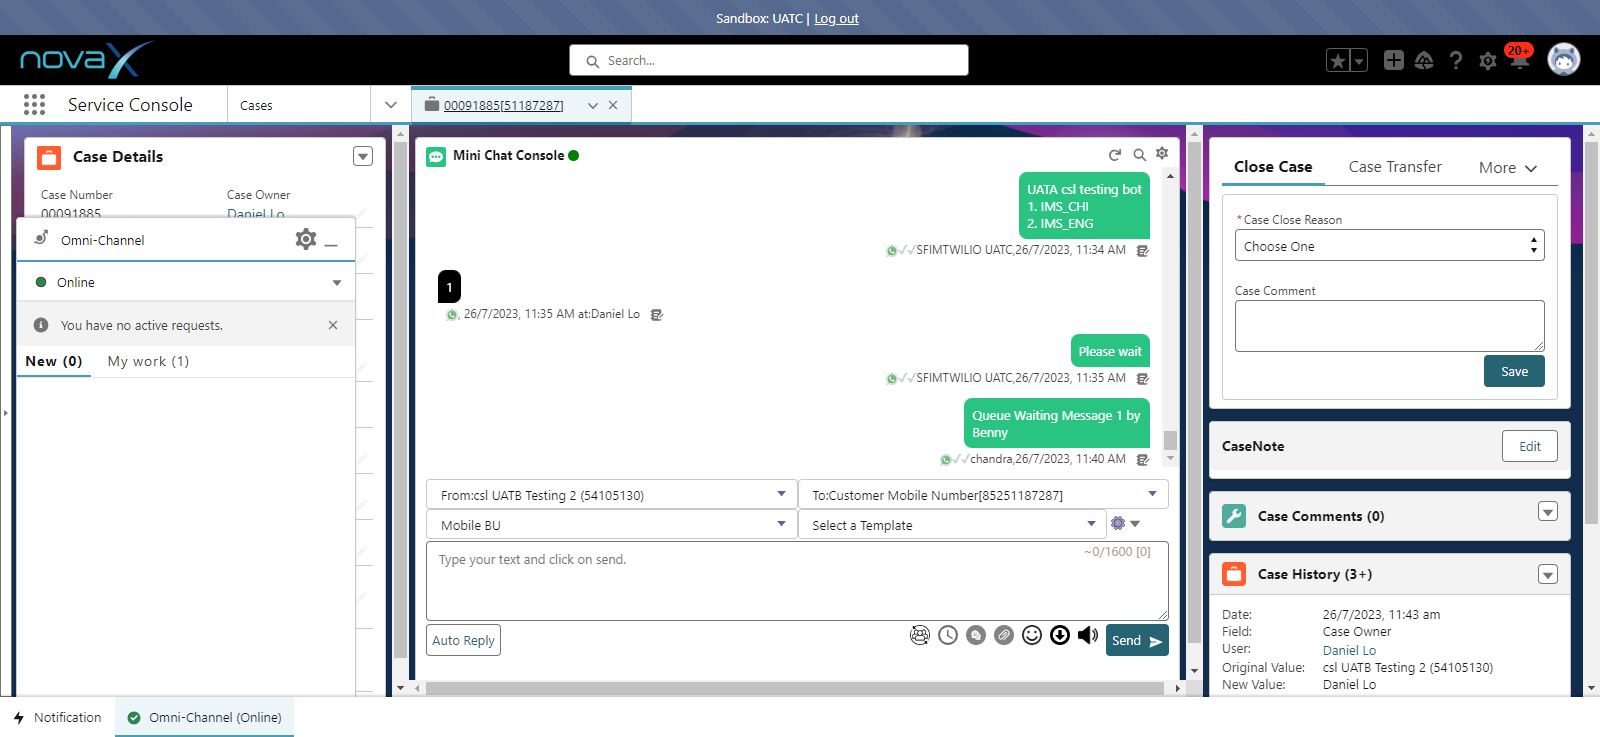 Sandbox: UATC | Log out
novaX
Search...
20+
Service Console
Cases
00091885[51187287]
Case Details
Case Number
Case Owner
00091885
Daniel Lo
Omni-Channel
Online
You have no active requests.
New (0)
My work (1)
Mini Chat Console
UATA csl testing bot
1. IMS_CHI
2. IMS_ENG
SFIMTWILIO UATC,26/7/2023, 11:34 AM
1
, 26/7/2023, 11:35 AM at:Daniel Lo
Please wait
SFIMTWILIO UATC,26/7/2023, 11:35 AM
Queue Waiting Message 1 by
Benny
chandra,26/7/2023, 11:40 AM
From:csl UATB Testing 2 (54105130)
To:Customer Mobile Number[85251187287]
Mobile BU
Select a Template
Type your text and click on send.
~0/1600 [0]
Auto Reply
Send
Close Case
Case Transfer
More
*Case Close Reason
Choose One
Case Comment
Save
CaseNote
Edit
Case Comments (0)
Case History (3+)
Date: 26/7/2023, 11:43 am
Field: Case Owner
User: Daniel Lo
Original Value: csl UATB Testing 2 (54105130)
New Value: Daniel Lo
Notification
Omni-Channel (Online)